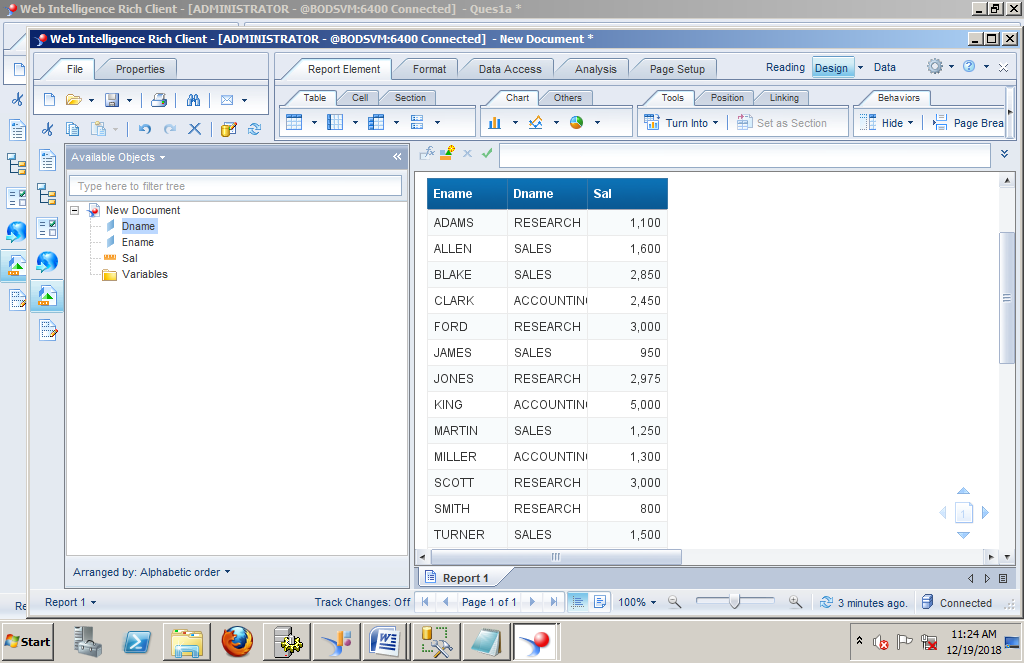 Web Intelligence Rich Client - [ADMINISTRATOR - @BODSVM:6400 Connected] - Ques1a *
Web Intelligence Rich Client - [ADMINISTRATOR - @BODSVM:6400 Connected] - New Document *
File Properties
Report Element Format Data Access Analysis Page Setup Reading Design Data
Table Cell Section Chart Others Tools Position Linking Behaviors
Turn Into Set as Section Hide Page Brea
Available Objects
Type here to filter tree
New Document
Dname
Ename
Sal
Variables
Arranged by: Alphabetic order
Ename Dname Sal
ADAMS RESEARCH 1,100
ALLEN SALES 1,600
BLAKE SALES 2,850
CLARK ACCOUNTING 2,450
FORD RESEARCH 3,000
JAMES SALES 950
JONES RESEARCH 2,975
KING ACCOUNTING 5,000
MARTIN SALES 1,250
MILLER ACCOUNTING 1,300
SCOTT RESEARCH 3,000
SMITH RESEARCH 800
TURNER SALES 1,500
1
Report 1
Re
Report 1 Track Changes: Off Page 1 of 1 100% 3 minutes ago. Connected
Start
11:24 AM
12/19/2018